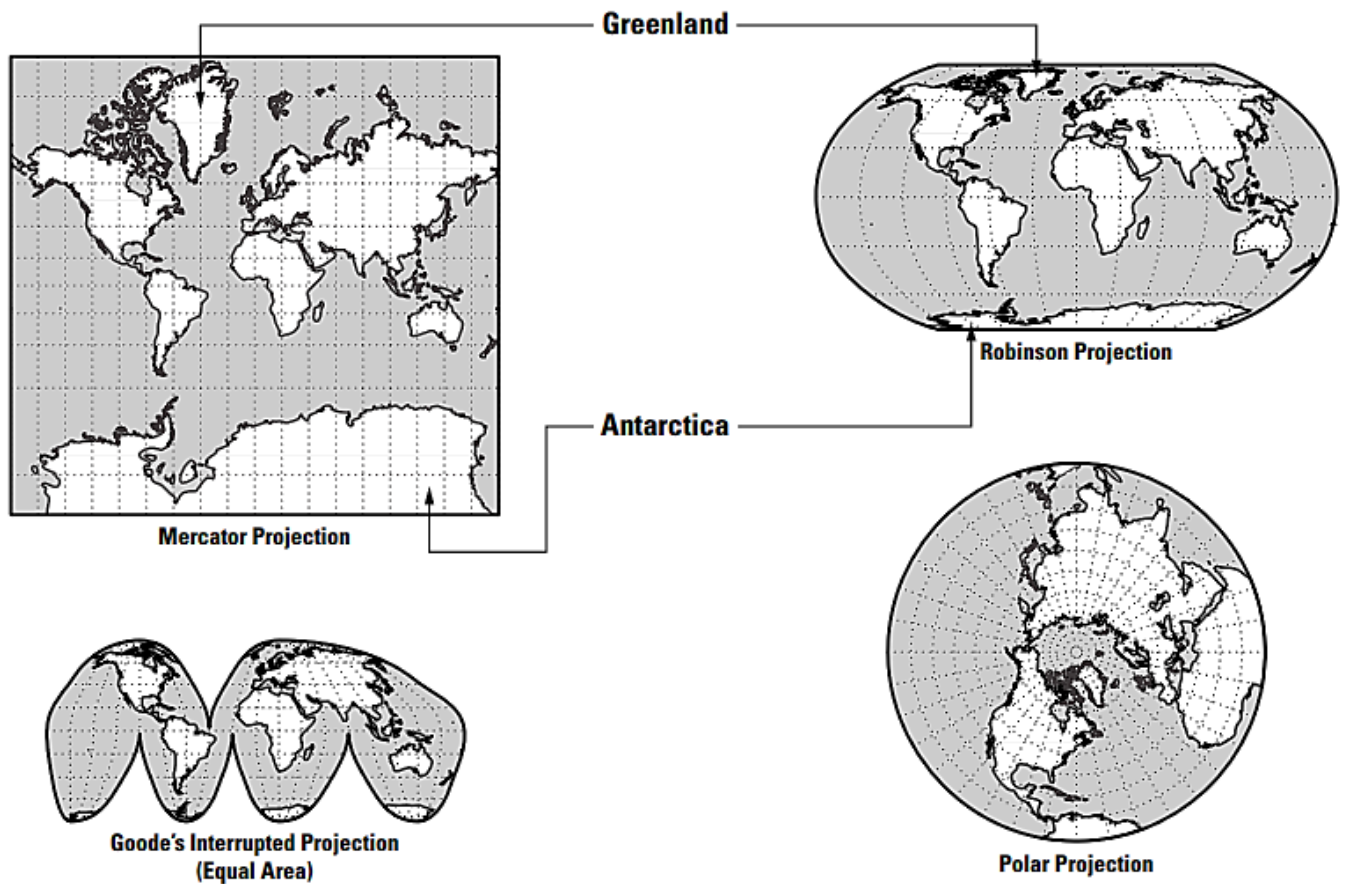 Greenland
Mercator Projection
Robinson Projection
Antarctica
Goode's Interrupted Projection
(Equal Area)
Polar Projection